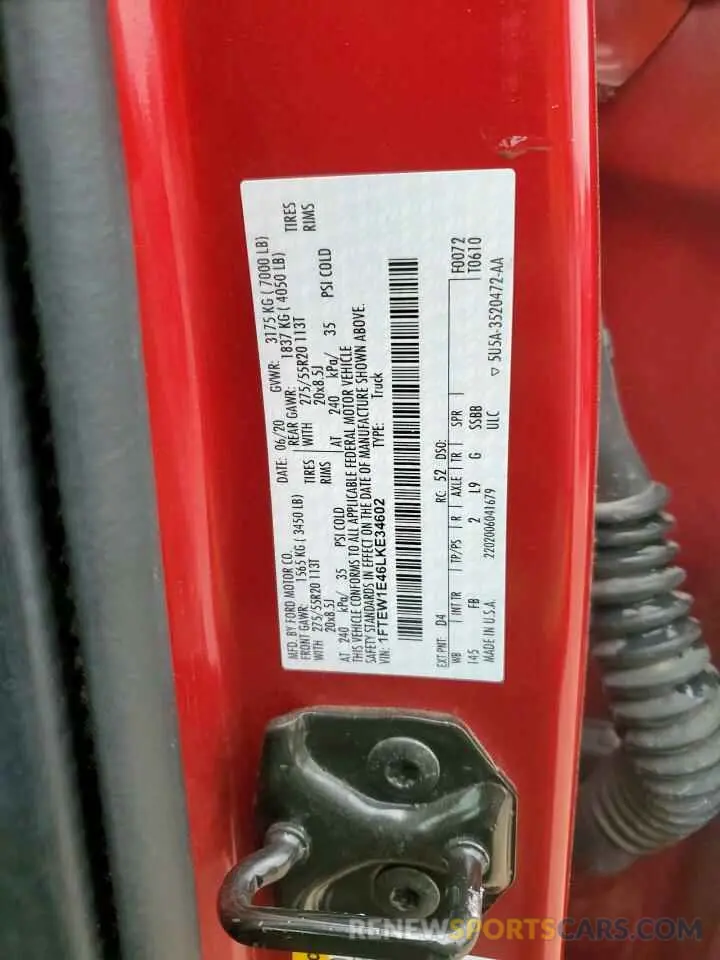 MFD. BY FORD MOTOR CO.
DATE: 06/20 GVWR: 3175 KG ( 7000 LB)
FRONT GAWR: 1565 KG ( 3450 LB) REAR GAWR: 1837 KG ( 4050 LB)
WITH 275/55R20 113T TIRES WITH 275/55R20 113T TIRES
20x8.5J RIMS 20x8.5J RIMS
AT 240 kPa/ 35 PSI COLD AT 240 kPa/ 35 PSI COLD
THIS VEHICLE CONFORMS TO ALL APPLICABLE FEDERAL MOTOR VEHICLE
SAFETY STANDARDS IN EFFECT ON THE DATE OF MANUFACTURE SHOWN ABOVE.
VIN: 1FTEW1E46LKE34602 TYPE: Truck
EXT PNT: D4 RC: 52 DSO: F0072
WB INT TR TP/PS R AXLE TR SPR T0610
145 FB 2 L9 G SSBB
MADE IN U.S.A. 2202006041679 ULC ▽ 5U5A-3520472-AA
RENEWSPORTSCARS.COM